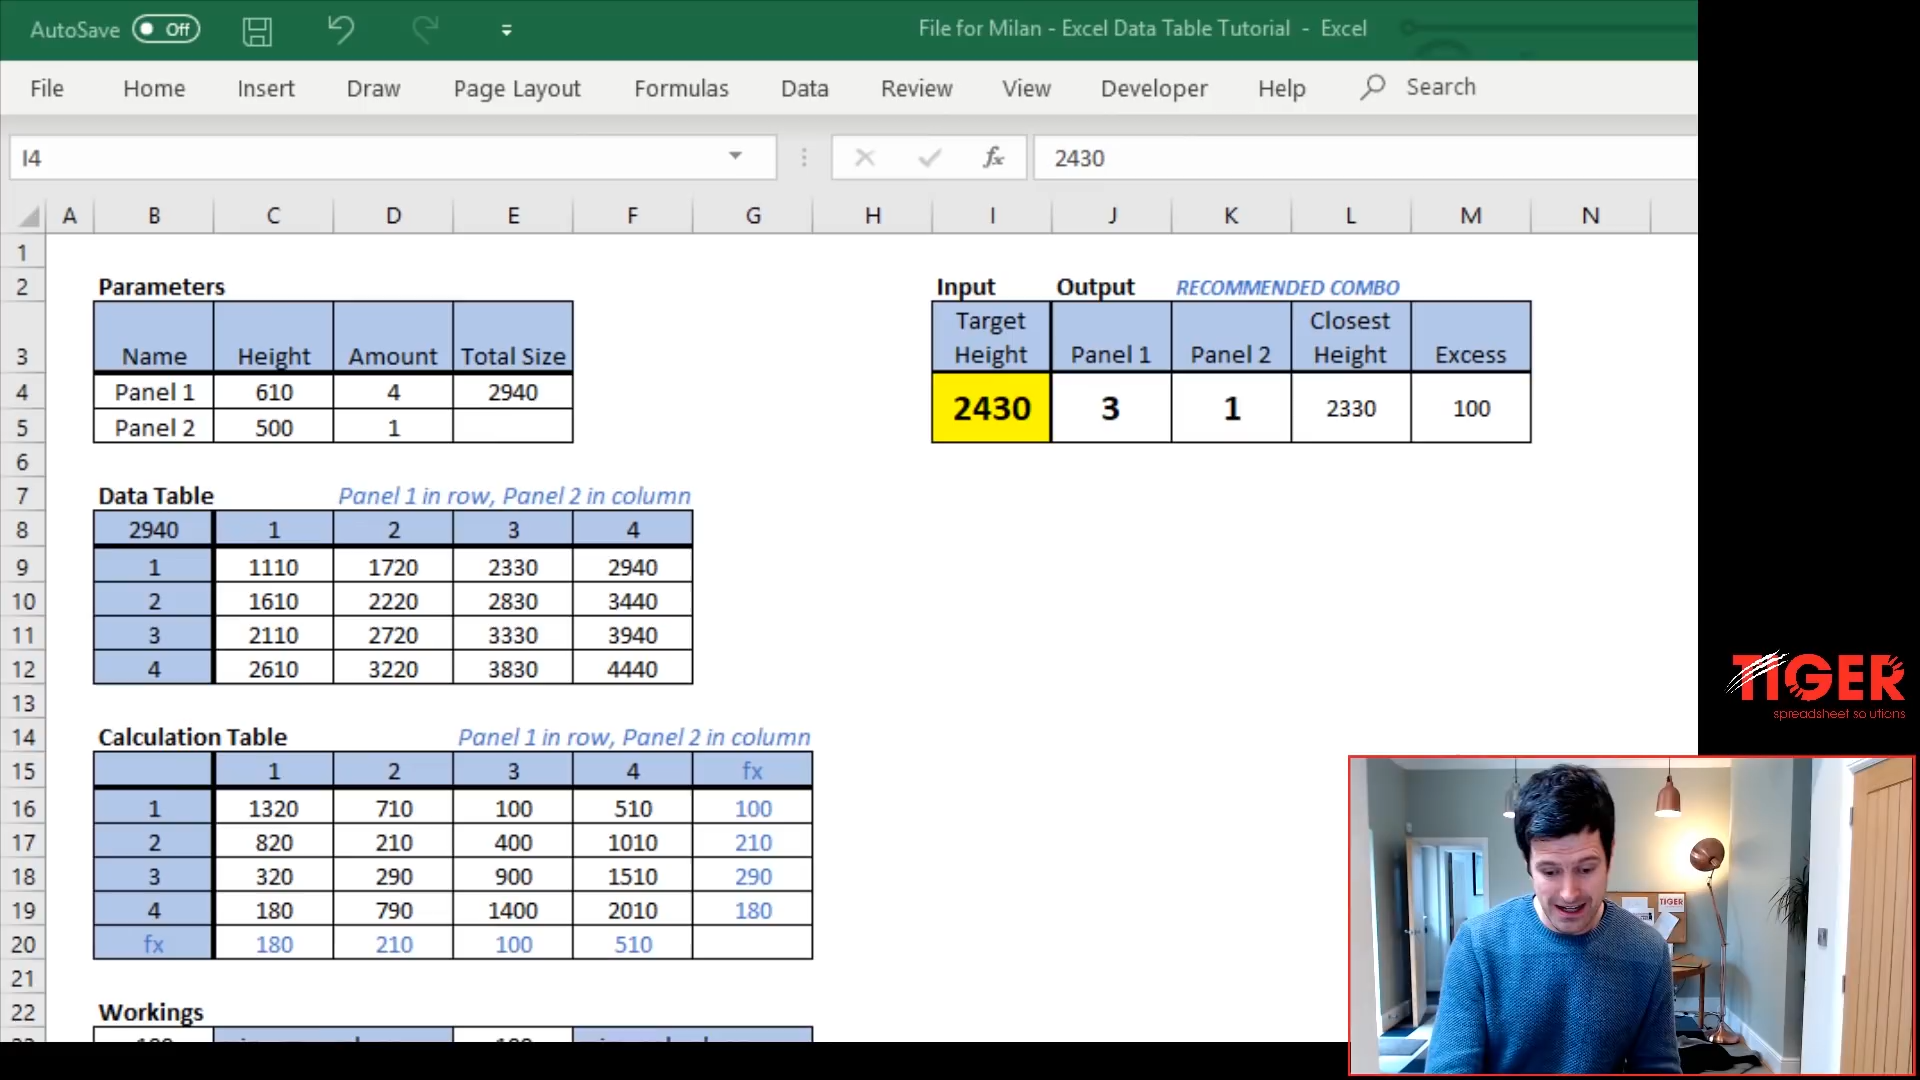 AutoSave Off File for Milan - Excel Data Table Tutorial - Excel
File Home Insert Draw Page Layout Formulas Data Review View Developer Help Search
I4 fx 2430
A B C D E F G H I J K L M N
1
2 Parameters Input Output RECOMMENDED COMBO
Target Closest
3 Name Height Amount Total Size Height Panel 1 Panel 2 Height Excess
4 Panel 1 610 4 2940 2430 3 1 2330 100
5 Panel 2 500 1
6
7 Data Table Panel 1 in row, Panel 2 in column
8 2940 1 2 3 4
9 1 1110 1720 2330 2940
10 2 1610 2220 2830 3440
11 3 2110 2720 3330 3940
12 4 2610 3220 3830 4440
13
14 Calculation Table Panel 1 in row, Panel 2 in column
15 1 2 3 4 fx
16 1 1320 710 100 510 100
17 2 820 210 400 1010 210
18 3 320 290 900 1510 290
19 4 180 790 1400 2010 180
20 fx 180 210 100 510
21
22 Workings
TIGER
spreadsheet solutions
TIGER